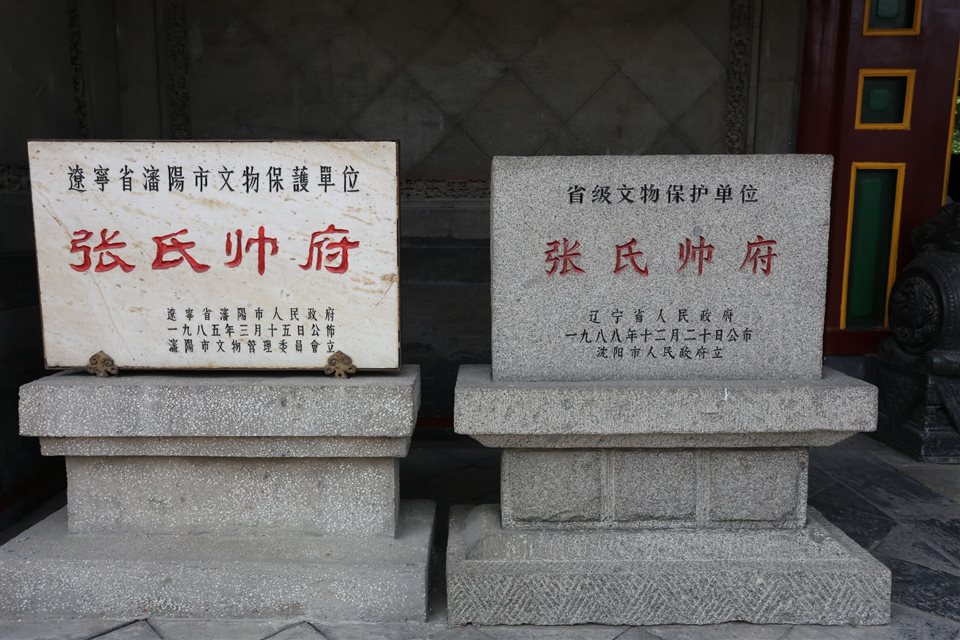 遼寧省瀋陽市文物保護單位
张氏帅府
遼寧省瀋陽市人民政府
一九八五年三月十五日公佈
瀋陽市文物管理委員會立
省级文物保护单位
张氏帅府
辽宁省人民政府
一九八八年十二月二十日公布
沈阳市人民政府立